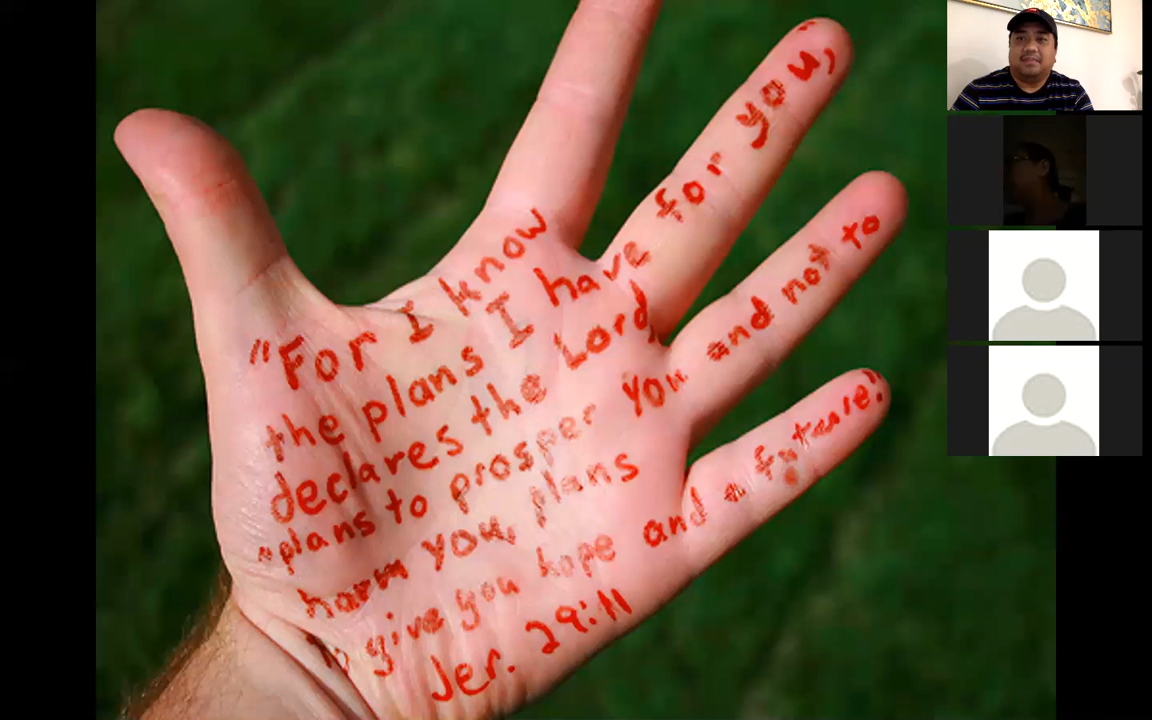 "For I know
the plans I have for you,"
declares the Lord,
"plans to prosper you and not to
harm you, plans
to give you hope and a future."
Jer. 29:11